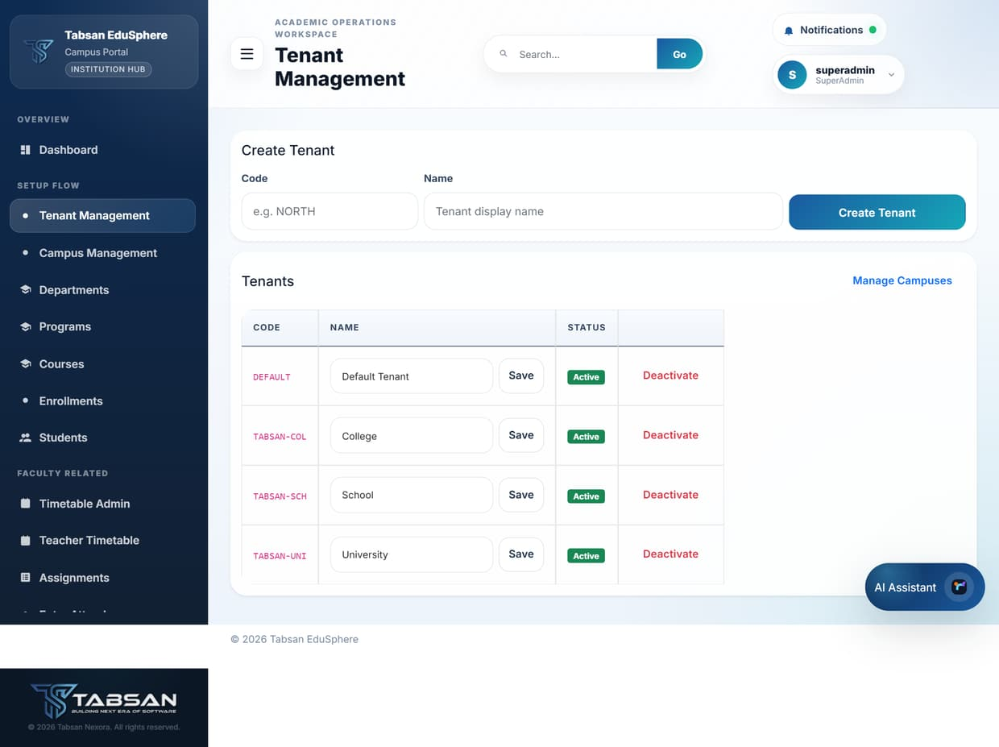 Tabsan EduSphere
Campus Portal
INSTITUTION HUB
OVERVIEW
Dashboard
SETUP FLOW
Tenant Management
Campus Management
Departments
Programs
Courses
Enrollments
Students
FACULTY RELATED
Timetable Admin
Teacher Timetable
Assignments
TABSAN
BUILDING NEXT ERA OF SOFTWARE
© 2026 Tabsan Nexora. All rights reserved.
ACADEMIC OPERATIONS
WORKSPACE
Tenant
Management
Search...
Go
Notifications
S
superadmin
SuperAdmin
Create Tenant
Code
Name
e.g. NORTH
Tenant display name
Create Tenant
Tenants
Manage Campuses
CODE NAME STATUS
DEFAULT Default Tenant Save Active Deactivate
TABSAN-COL College Save Active Deactivate
TABSAN-SCH School Save Active Deactivate
TABSAN-UNI University Save Active Deactivate
AI Assistant
© 2026 Tabsan EduSphere